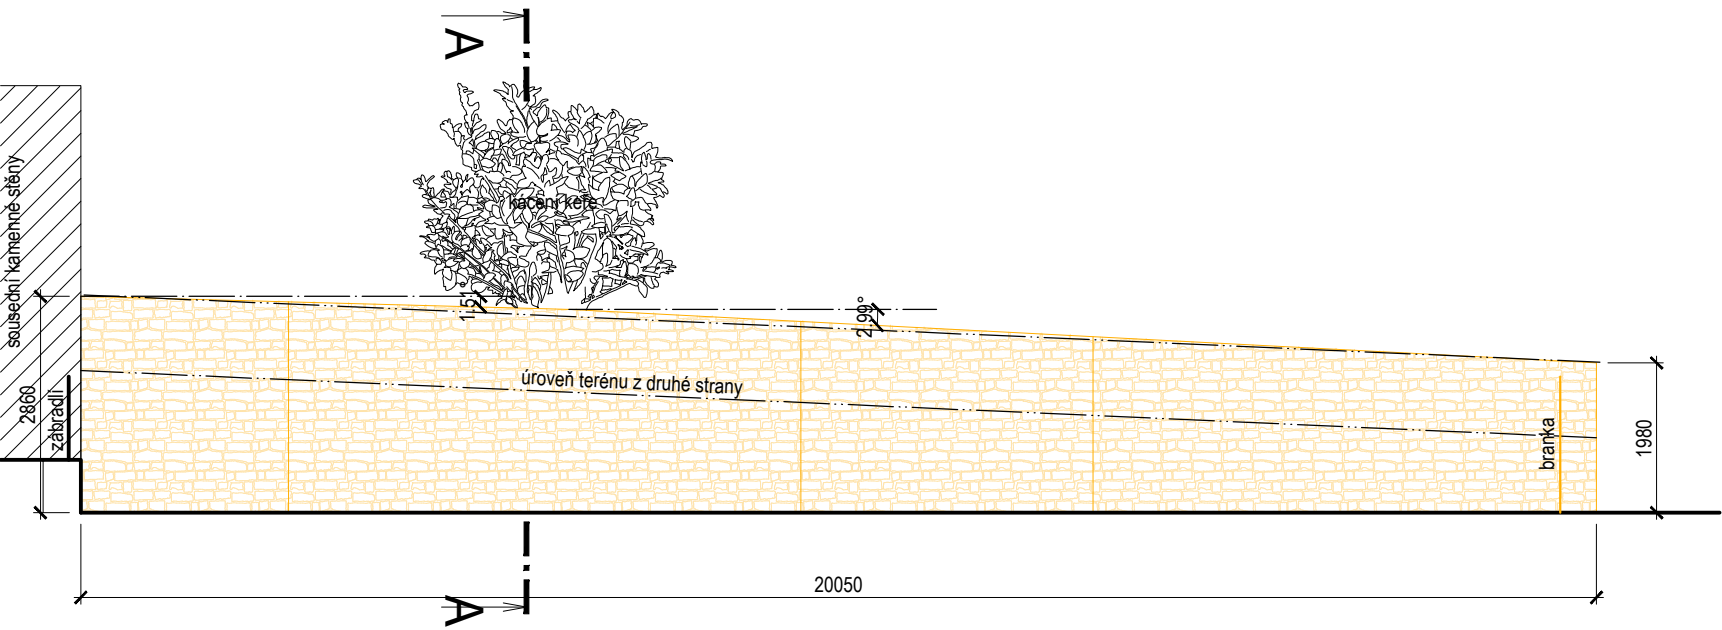 A
kácení keře
sousední kamenné stěny
1.51°
2.99°
úroveň terénu z druhé strany
2860
zábradlí
branka
1980
20050
A